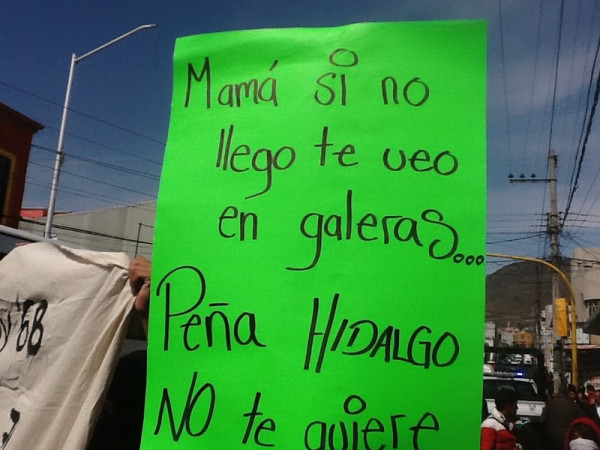 Mamá si no
llego te veo
en galeras...
Peña HIDALGO
NO te quiere